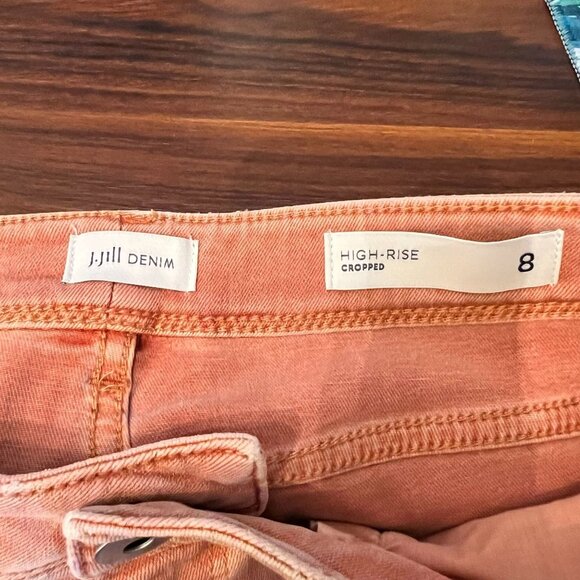 J.Jill DENIM
HIGH-RISE
CROPPED
8